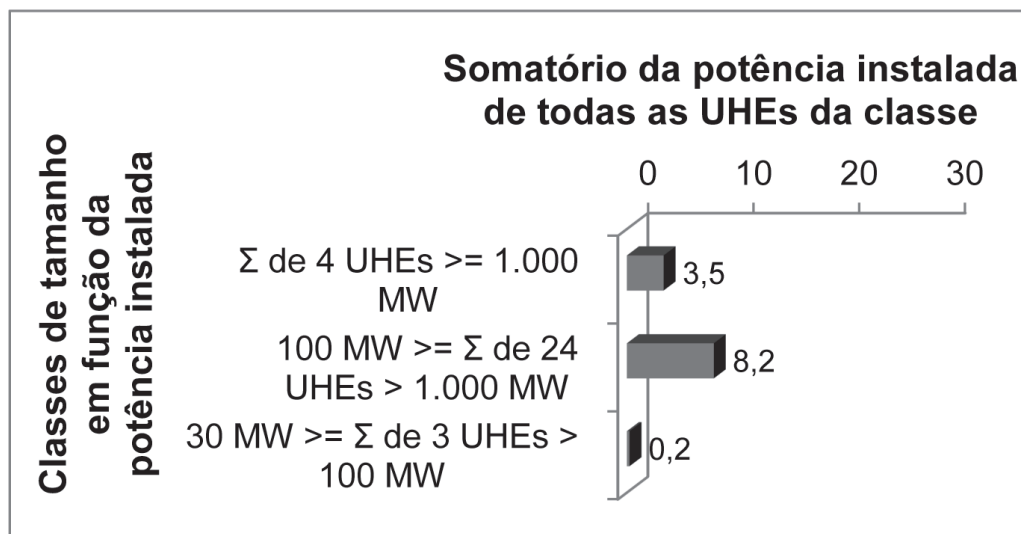 Somatório da potência instalada
de todas as UHEs da classe
Classes de tamanho
em função da
potência instalada
0 10 20 30
Σ de 4 UHEs >= 1.000
MW
3,5
100 MW >= Σ de 24
UHEs > 1.000 MW
8,2
30 MW >= Σ de 3 UHEs >
100 MW
0,2